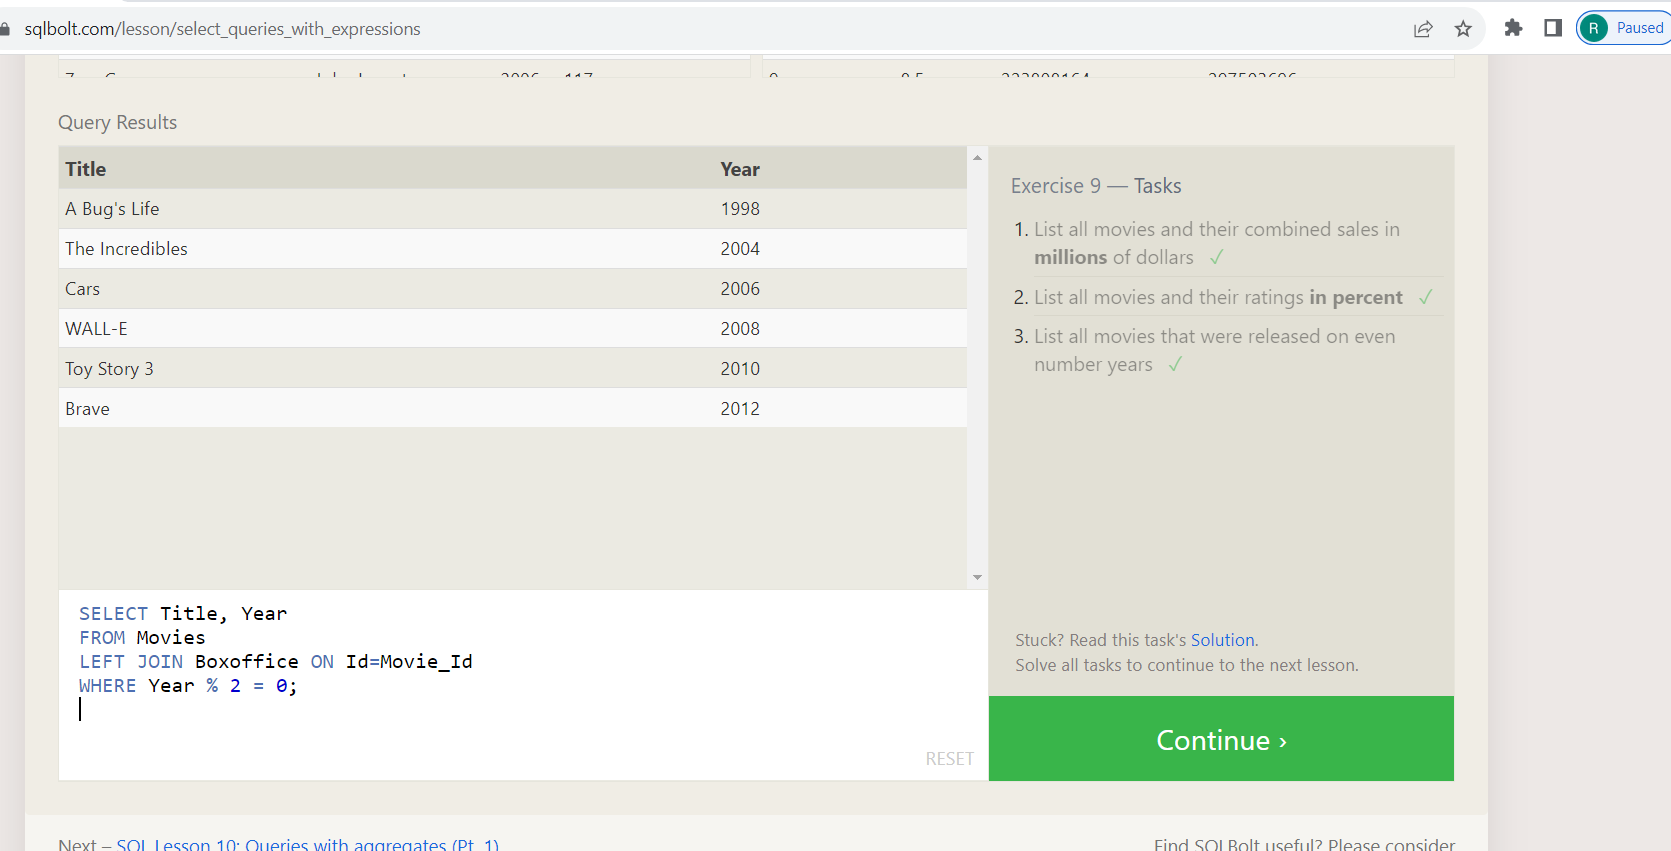 sqlbolt.com/lesson/select_queries_with_expressions
R Paused
Query Results
Title Year
A Bug's Life 1998
The Incredibles 2004
Cars 2006
WALL-E 2008
Toy Story 3 2010
Brave 2012
Exercise 9 — Tasks
1. List all movies and their combined sales in
millions of dollars ✓
2. List all movies and their ratings in percent ✓
3. List all movies that were released on even
number years ✓
SELECT Title, Year
FROM Movies
LEFT JOIN Boxoffice ON Id=Movie_Id
WHERE Year % 2 = 0;
RESET
Stuck? Read this task's Solution.
Solve all tasks to continue to the next lesson.
Continue ›
Next – SQL Lesson 10: Queries with aggregates (Pt. 1)
Find SQLBolt useful? Please consider